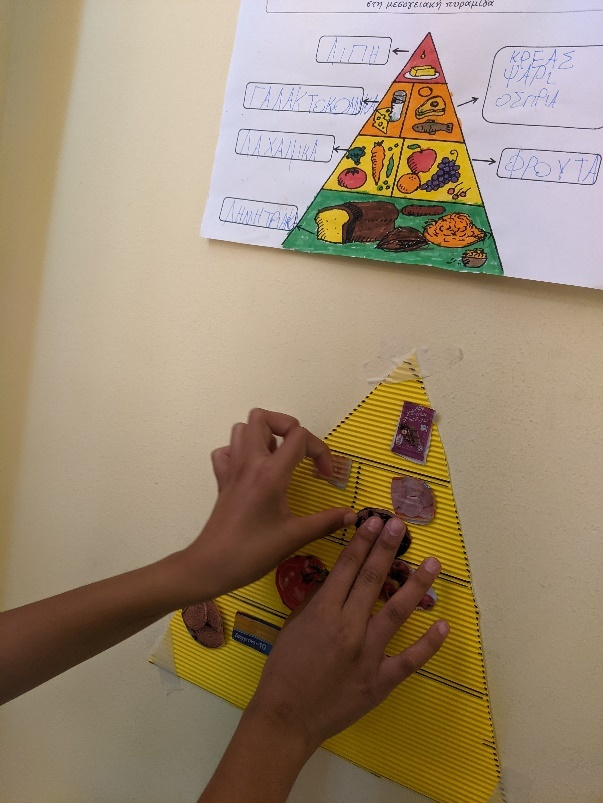 στη μεσογειακή πυραμίδα
ΛΙΠΗ
ΚΡΕΑΣ
ΨΑΡΙ
ΟΣΠΡΙΑ
ΓΑΛΑΚΤΟΚΟΜΙΚΑ
ΛΑΧΑΝΙΚΑ
ΦΡΟΥΤΑ
ΔΗΜΗΤΡΙΑΚΑ